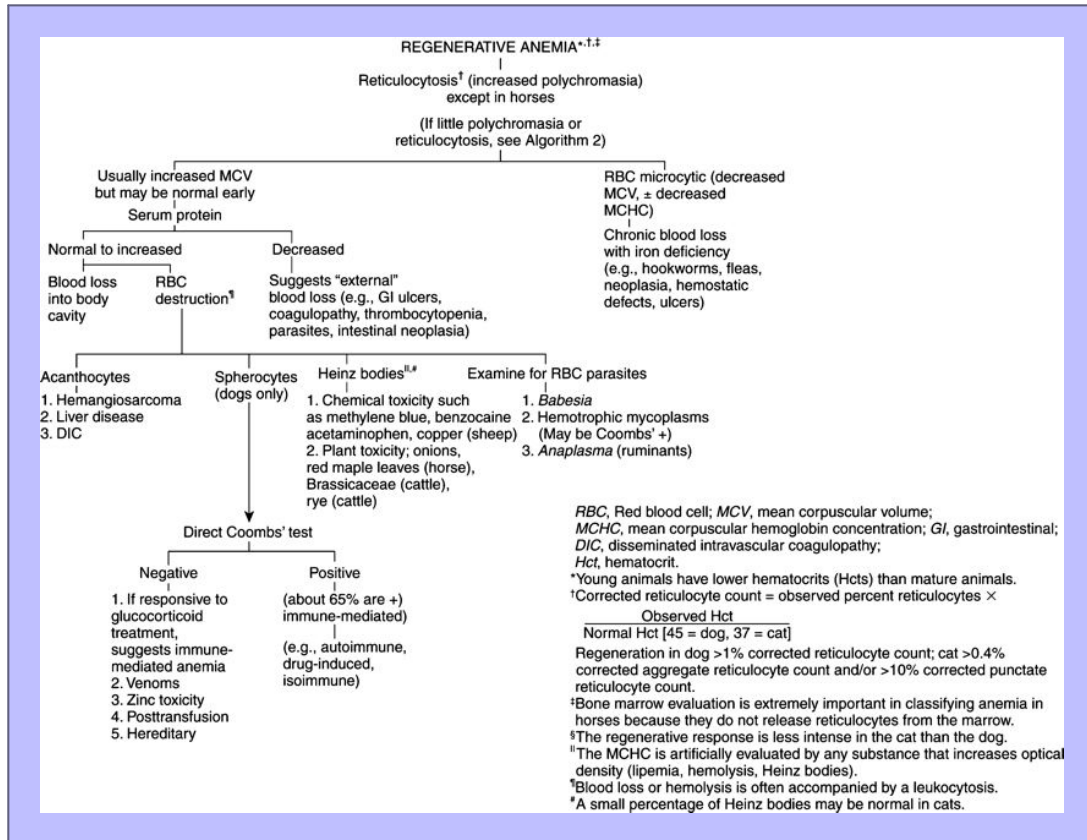 REGENERATIVE ANEMIA*,†,‡
Reticulocytosis† (increased polychromasia)
except in horses
(If little polychromasia or
reticulocytosis, see Algorithm 2)
Usually increased MCV
but may be normal early
Serum protein
Normal to increased
Blood loss
into body
cavity
RBC
destruction¶
Decreased
Suggests “external”
blood loss (e.g., GI ulcers,
coagulopathy, thrombocytopenia,
parasites, intestinal neoplasia)
RBC microcytic (decreased
MCV, ± decreased
MCHC)
Chronic blood loss
with iron deficiency
(e.g., hookworms, fleas,
neoplasia, hemostatic
defects, ulcers)
Acanthocytes
1. Hemangiosarcoma
2. Liver disease
3. DIC
Spherocytes
(dogs only)
Heinz bodies||,#
1. Chemical toxicity such
as methylene blue, benzocaine
acetaminophen, copper (sheep)
2. Plant toxicity; onions,
red maple leaves (horse),
Brassicaceae (cattle),
rye (cattle)
Examine for RBC parasites
1. Babesia
2. Hemotrophic mycoplasms
(May be Coombs’ +)
3. Anaplasma (ruminants)
Direct Coombs’ test
Negative
1. If responsive to
glucocorticoid
treatment,
suggests immune-
mediated anemia
2. Venoms
3. Zinc toxicity
4. Posttransfusion
5. Hereditary
Positive
(about 65% are +)
immune-mediated)
(e.g., autoimmune,
drug-induced,
isoimmune)
RBC, Red blood cell; MCV, mean corpuscular volume;
MCHC, mean corpuscular hemoglobin concentration; GI, gastrointestinal;
DIC, disseminated intravascular coagulopathy;
Hct, hematocrit.
*Young animals have lower hematocrits (Hcts) than mature animals.
†Corrected reticulocyte count = observed percent reticulocytes ×
Observed Hct
Normal Hct [45 = dog, 37 = cat]
Regeneration in dog >1% corrected reticulocyte count; cat >0.4%
corrected aggregate reticulocyte count and/or >10% corrected punctate
reticulocyte count.
‡Bone marrow evaluation is extremely important in classifying anemia in
horses because they do not release reticulocytes from the marrow.
§The regenerative response is less intense in the cat than the dog.
||The MCHC is artificially evaluated by any substance that increases optical
density (lipemia, hemolysis, Heinz bodies).
¶Blood loss or hemolysis is often accompanied by a leukocytosis.
#A small percentage of Heinz bodies may be normal in cats.